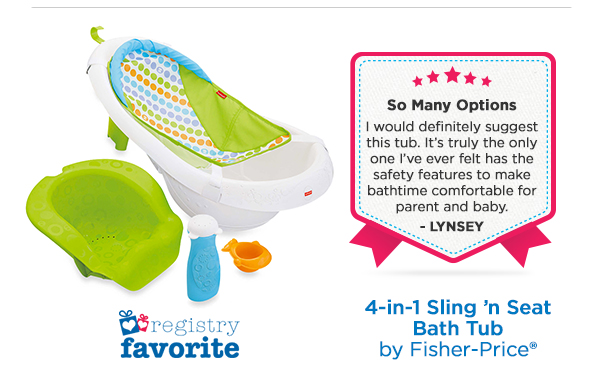 So Many Options
I would definitely suggest
this tub. It's truly the only
one I've ever felt has the
safety features to make
bathtime comfortable for
parent and baby.
- LYNSEY
registry
favorite
4-in-1 Sling 'n Seat
Bath Tub
by Fisher-Price®